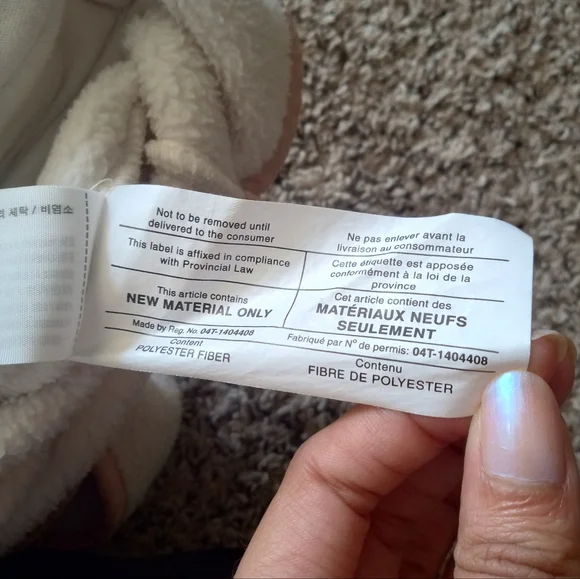 세탁 / 비염소
Not to be removed until
delivered to the consumer
This label is affixed in compliance
with Provincial Law
This article contains
NEW MATERIAL ONLY
Made by Reg. No. 04T-1404408
Content
POLYESTER FIBER
Ne pas enlever avant la
livraison au consommateur
Cette étiquette est apposée
conformément à la loi de la
province
Cet article contient des
MATÉRIAUX NEUFS
SEULEMENT
Fabriqué par N° de permis: 04T-1404408
Contenu
FIBRE DE POLYESTER